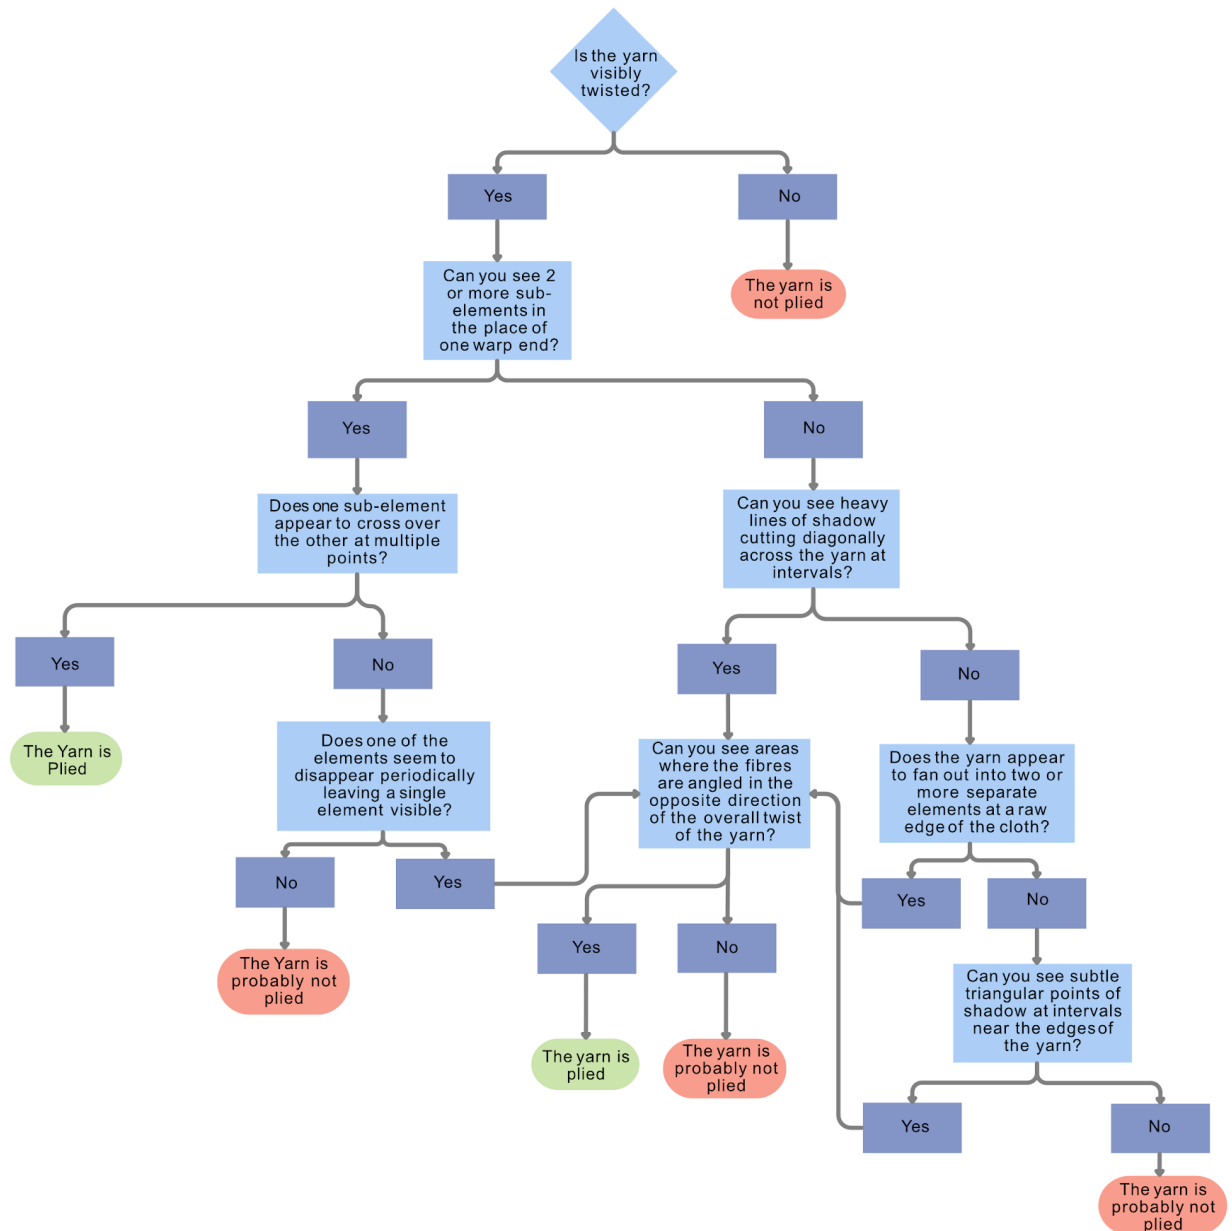 Is the yarn
visibly
twisted?
Yes
No
Can you see 2
or more sub-
elements in
the place of
one warp end?
The yarn is
not plied
Yes
No
Does one sub-element
appear to cross over
the other at multiple
points?
Can you see heavy
lines of shadow
cutting diagonally
across the yarn at
intervals?
Yes
No
Yes
No
The Yarn is
Plied
Does one of the
elements seem to
disappear periodically
leaving a single
element visible?
Can you see areas
where the fibres
are angled in the
opposite direction
of the overall twist
of the yarn?
Does the yarn appear
to fan out into two or
more separate
elements at a raw
edge of the cloth?
No
Yes
Yes
No
The Yarn is
probably not
plied
Yes
No
Can you see subtle
triangular points of
shadow at intervals
near the edges of
the yarn?
The yarn is
plied
The yarn is
probably not
plied
Yes
No
The yarn is
probably not
plied